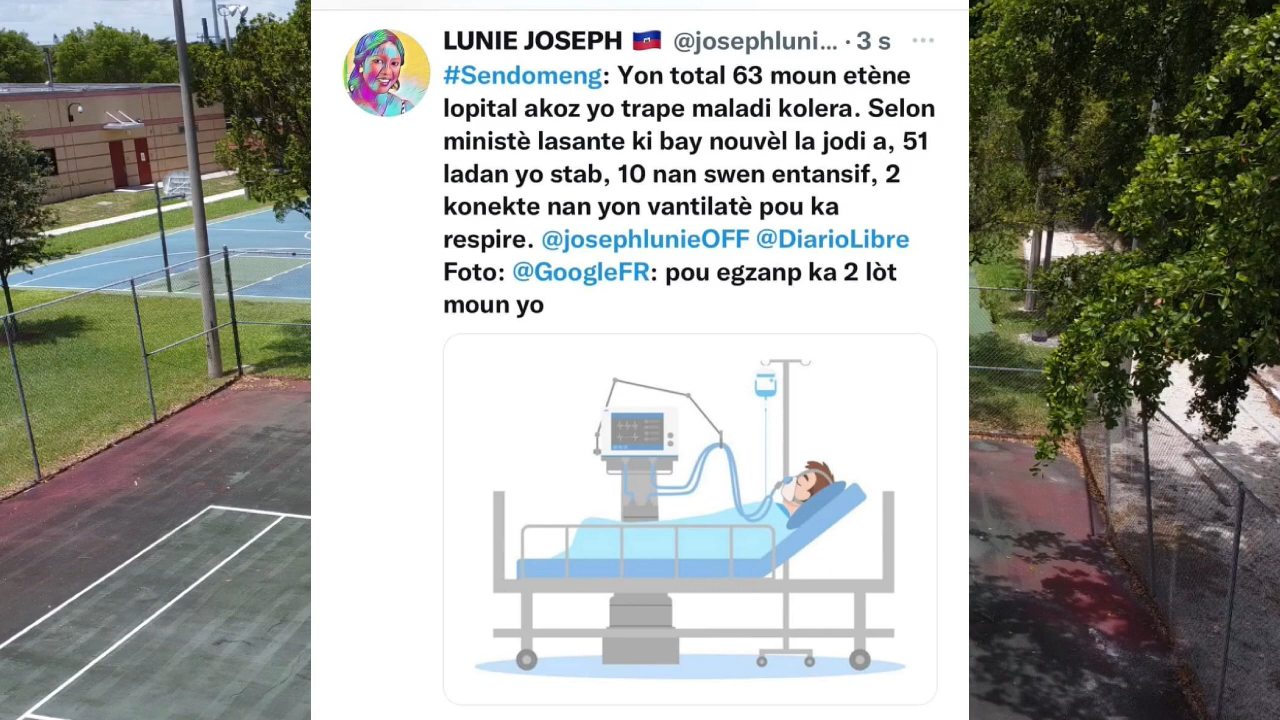 LUNIE JOSEPH 🇭🇹 @josephluni... · 3 s
#Sendomeng: Yon total 63 moun etène
lopital akoz yo trape maladi kolera. Selon
ministè lasante ki bay nouvèl la jodi a, 51
ladan yo stab, 10 nan swen entansif, 2
konekte nan yon vantilatè pou ka
respire. @josephlunieOFF @DiarioLibre
Foto: @GoogleFR: pou egzanp ka 2 lòt
moun yo